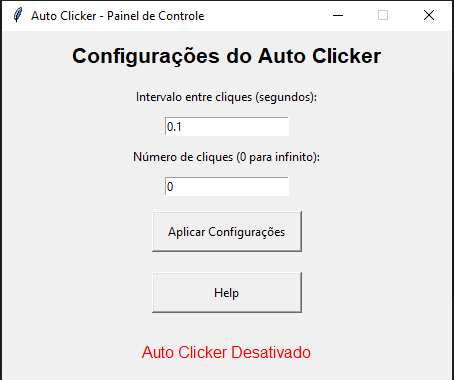 Auto Clicker - Painel de Controle
Configurações do Auto Clicker
Intervalo entre cliques (segundos):
0.1
Número de cliques (0 para infinito):
0
Aplicar Configurações
Help
Auto Clicker Desativado